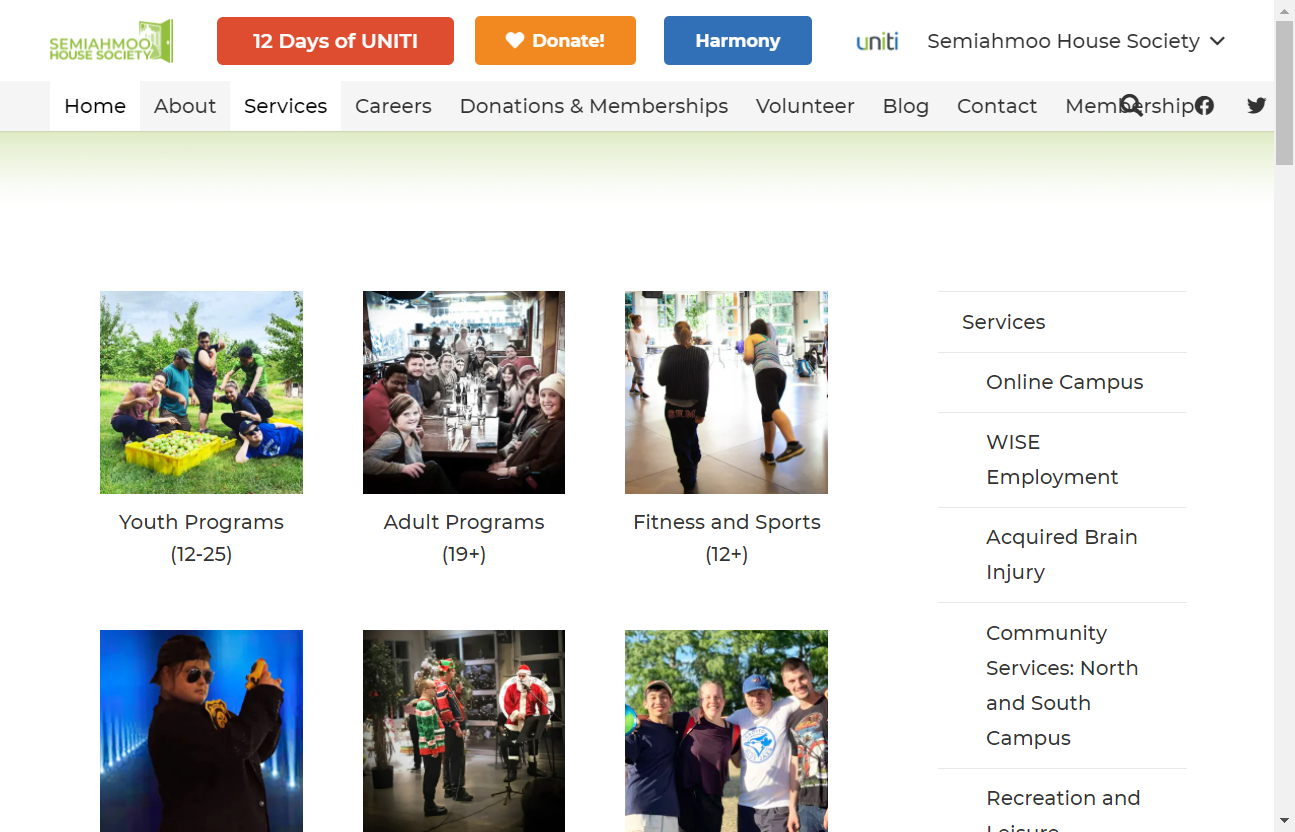 SEMIAHMOO
HOUSE SOCIETY
12 Days of UNITI
Donate!
Harmony
uniti
Semiahmoo House Society
Home
About
Services
Careers
Donations & Memberships
Volunteer
Blog
Contact
Membership
Youth Programs
(12-25)
Adult Programs
(19+)
Fitness and Sports
(12+)
Services
Online Campus
WISE
Employment
Acquired Brain
Injury
Community
Services: North
and South
Campus
Recreation and
Leisure